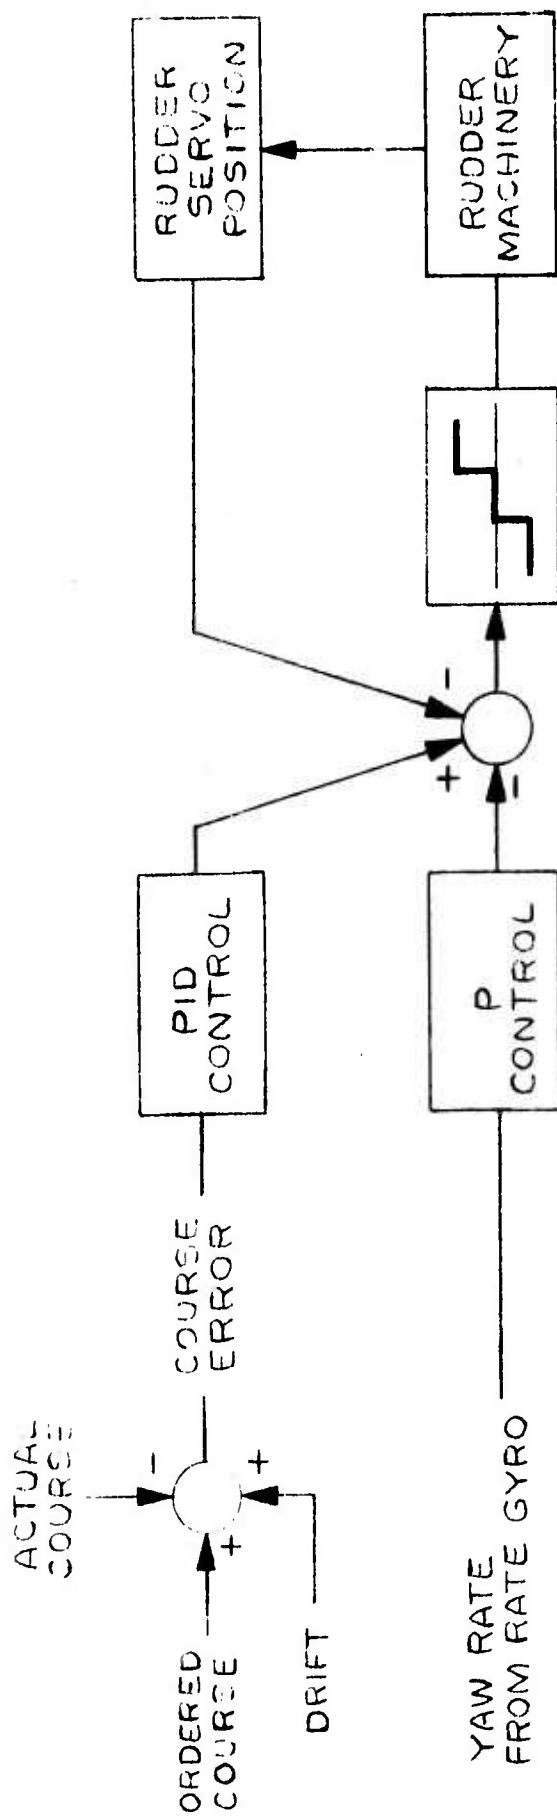 ACTUAL
COURSE
-
ORDERED
COURSE
+
+
DRIFT
COURSE
ERROR
PID
CONTROL
RUDDER
SERVO
POSITION
YAW RATE
FROM RATE GYRO
P
CONTROL
+
-
-
RUDDER
MACHINERY